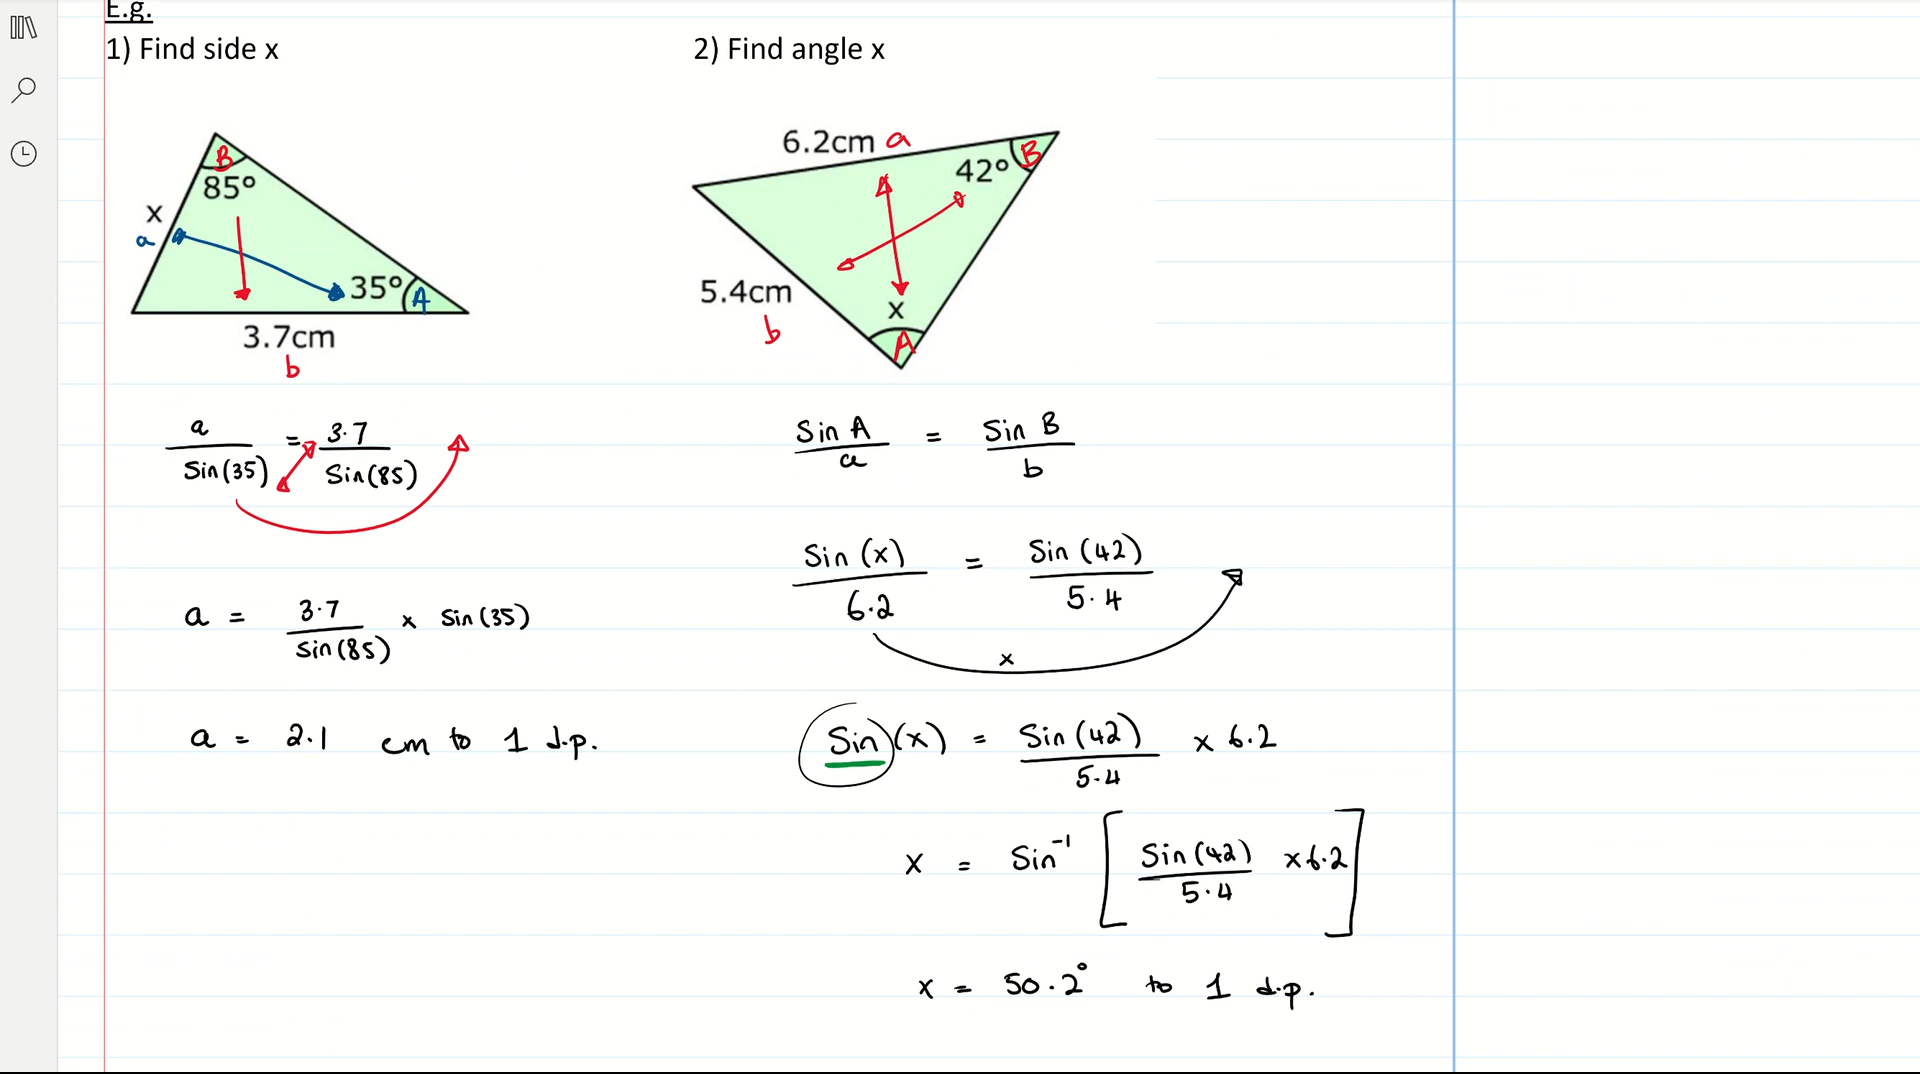 E.g.
1) Find side x
2) Find angle x
B
85°
x
a
35°
A
3.7cm
b
6.2cm a
42°
B
5.4cm
b
x
A
a/Sin(35) = 3.7/Sin(85)
a = 3.7/Sin(85) x Sin(35)
a = 2.1 cm to 1 d.p.
Sin A/a = Sin B/b
Sin (x)/6.2 = Sin (42)/5.4
x
Sin (x) = Sin (42)/5.4 x 6.2
x = Sin⁻¹ [Sin (42)/5.4 x 6.2]
x = 50.2° to 1 d.p.